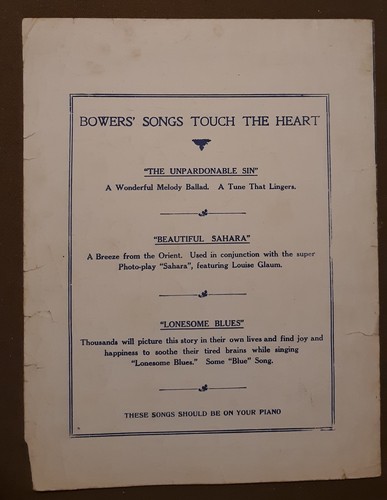 BOWERS' SONGS TOUCH THE HEART
"THE UNPARDONABLE SIN"
A Wonderful Melody Ballad. A Tune That Lingers.
"BEAUTIFUL SAHARA"
A Breeze from the Orient. Used in conjunction with the super
Photo-play "Sahara", featuring Louise Glaum.
"LONESOME BLUES"
Thousands will picture this story in their own lives and find joy and
happiness to soothe their tired brains while singing
"Lonesome Blues." Some "Blue" Song.
THESE SONGS SHOULD BE ON YOUR PIANO